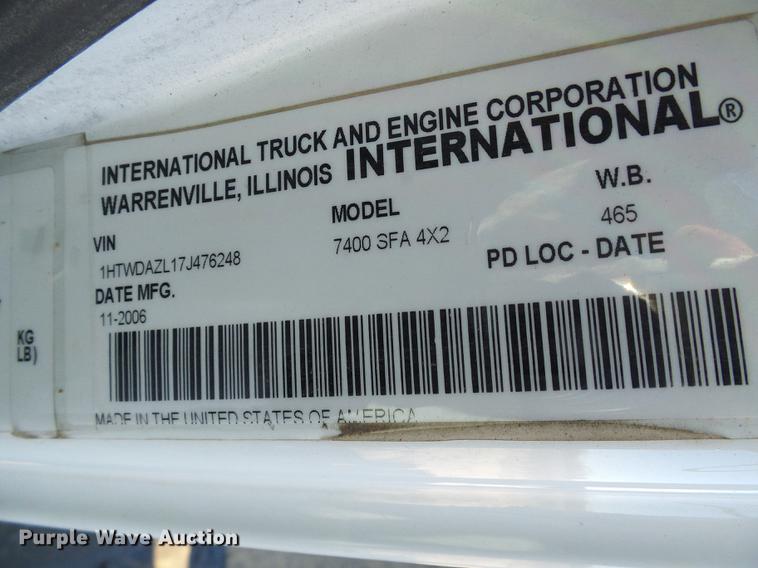 INTERNATIONAL TRUCK AND ENGINE CORPORATION
WARRENVILLE, ILLINOIS INTERNATIONAL®
VIN MODEL W.B.
1HTWDAZL17J476248 7400 SFA 4X2 465
DATE MFG. PD LOC - DATE
11-2006
KG
LB)
MADE IN THE UNITED STATES OF AMERICA
Purple Wave Auction